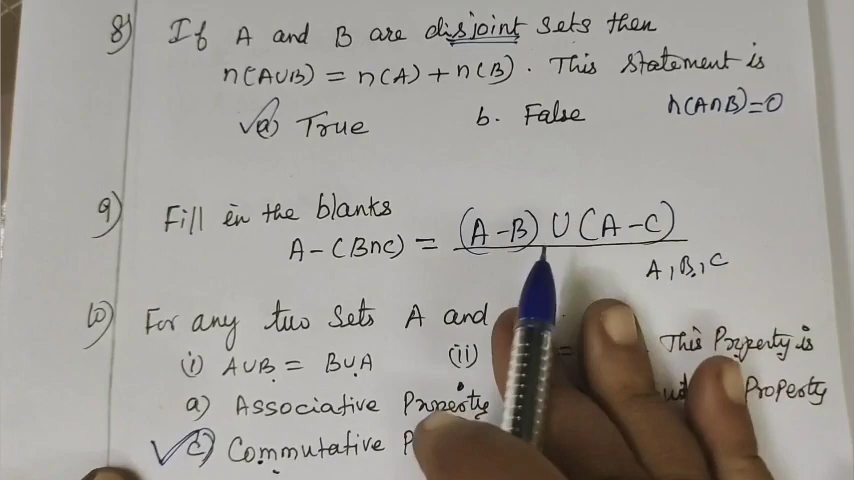 8) If A and B are disjoint sets then
n(A∪B) = n(A) + n(B). This statement is
a) True b. False n(A∩B)=0
9) Fill in the blanks
A-(B∩C) = (A-B) ∪ (A-C)
A, B, C
10) For any two sets A and
(i) A∪B = B∪A (ii) = . This Property is
a) Associative Property Property
c) Commutative P